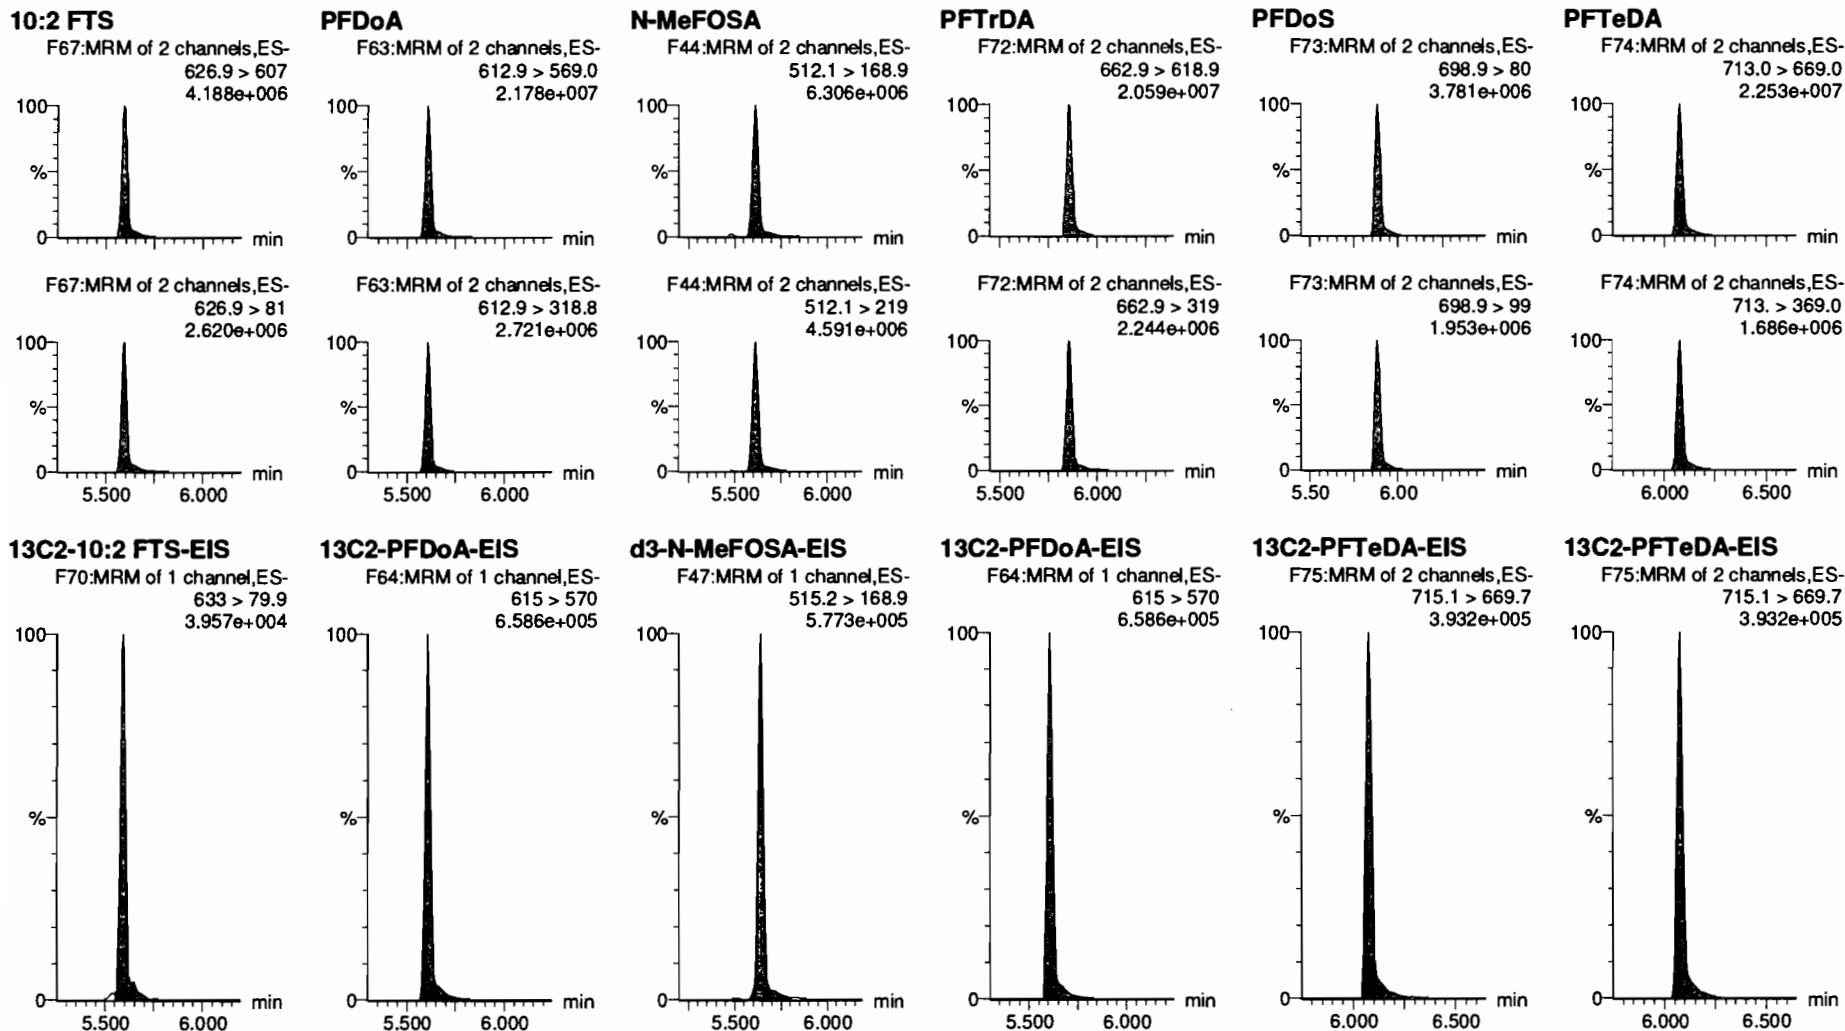 10:2 FTS
F67:MRM of 2 channels,ES-
626.9 > 607
4.188e+006
100
%
0
min
F67:MRM of 2 channels,ES-
626.9 > 81
2.620e+006
100
%
0
min
5.500 6.000
PFDoA
F63:MRM of 2 channels,ES-
612.9 > 569.0
2.178e+007
100
%
0
min
F63:MRM of 2 channels,ES-
612.9 > 318.8
2.721e+006
100
%
0
min
5.500 6.000
N-MeFOSA
F44:MRM of 2 channels,ES-
512.1 > 168.9
6.306e+006
100
%
0
min
F44:MRM of 2 channels,ES-
512.1 > 219
4.591e+006
100
%
0
min
5.500 6.000
PFTrDA
F72:MRM of 2 channels,ES-
662.9 > 618.9
2.059e+007
100
%
0
min
F72:MRM of 2 channels,ES-
662.9 > 319
2.244e+006
100
%
0
min
5.500 6.000
PFDoS
F73:MRM of 2 channels,ES-
698.9 > 80
3.781e+006
100
%
0
min
F73:MRM of 2 channels,ES-
698.9 > 99
1.953e+006
100
%
0
min
5.50 6.00
PFTeDA
F74:MRM of 2 channels,ES-
713.0 > 669.0
2.253e+007
100
%
0
min
F74:MRM of 2 channels,ES-
713. > 369.0
1.686e+006
100
%
0
min
6.000 6.500
13C2-10:2 FTS-EIS
F70:MRM of 1 channel,ES-
633 > 79.9
3.957e+004
100
%
0
min
5.500 6.000
13C2-PFDoA-EIS
F64:MRM of 1 channel,ES-
615 > 570
6.586e+005
100
%
0
min
5.500 6.000
d3-N-MeFOSA-EIS
F47:MRM of 1 channel,ES-
515.2 > 168.9
5.773e+005
100
%
0
min
5.500 6.000
13C2-PFDoA-EIS
F64:MRM of 1 channel,ES-
615 > 570
6.586e+005
100
%
0
min
5.500 6.000
13C2-PFTeDA-EIS
F75:MRM of 2 channels,ES-
715.1 > 669.7
3.932e+005
100
%
0
min
6.000 6.500
13C2-PFTeDA-EIS
F75:MRM of 2 channels,ES-
715.1 > 669.7
3.932e+005
100
%
0
min
6.000 6.500